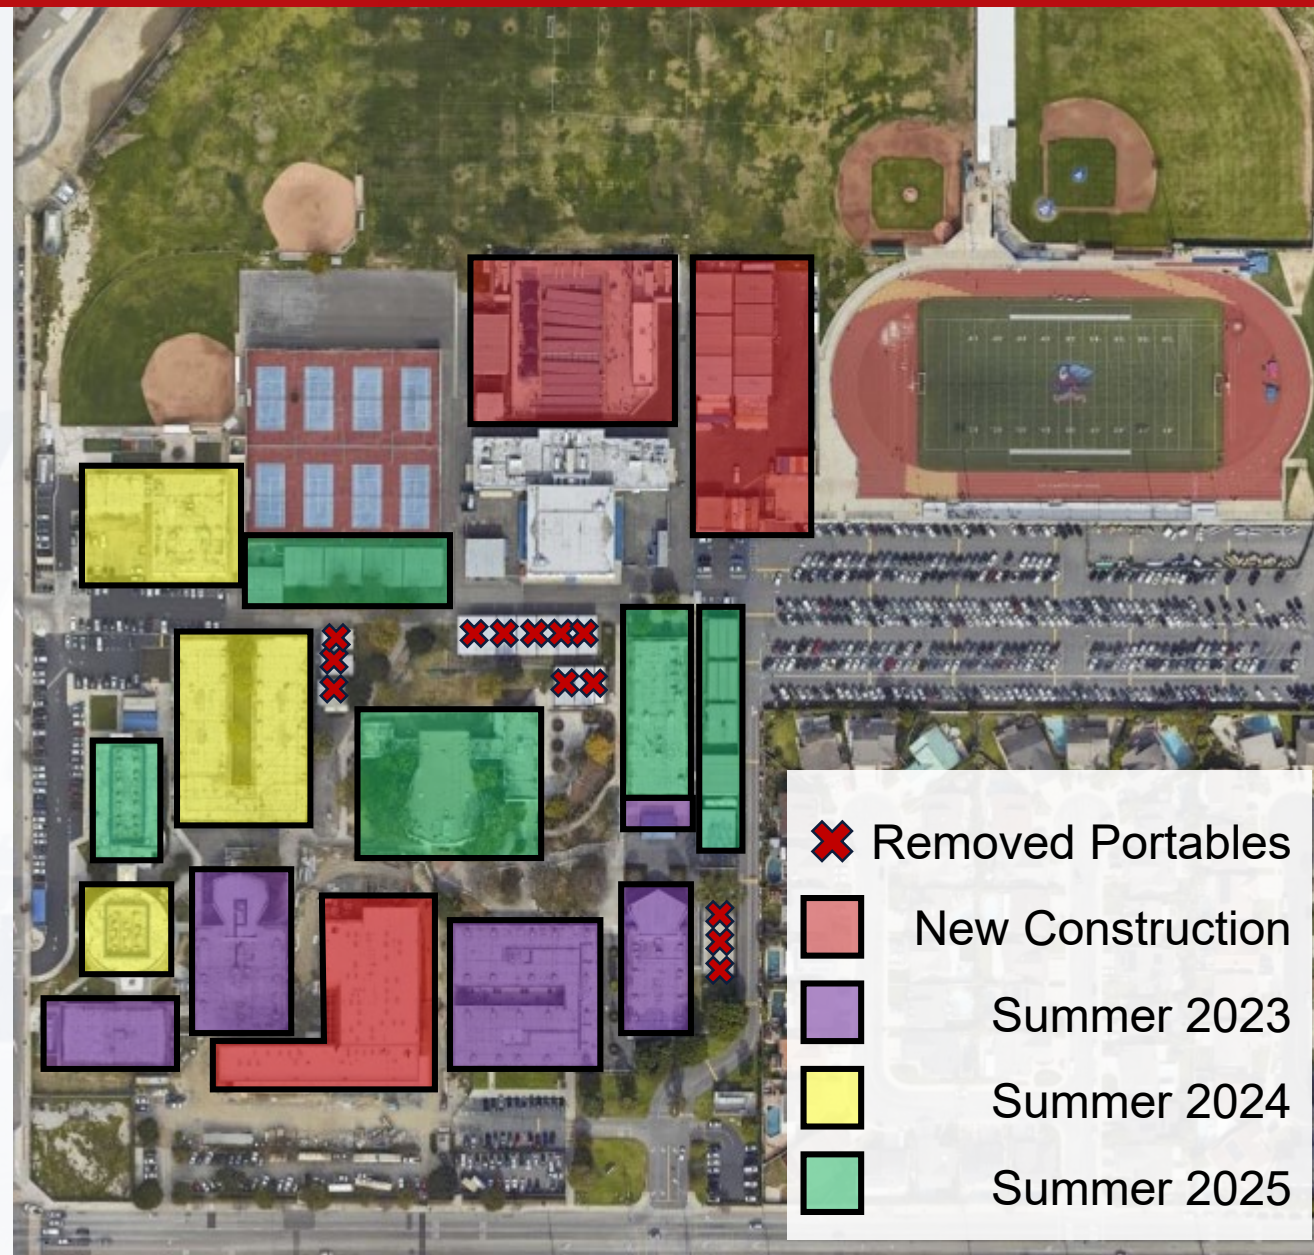 Removed Portables
New Construction
Summer 2023
Summer 2024
Summer 2025